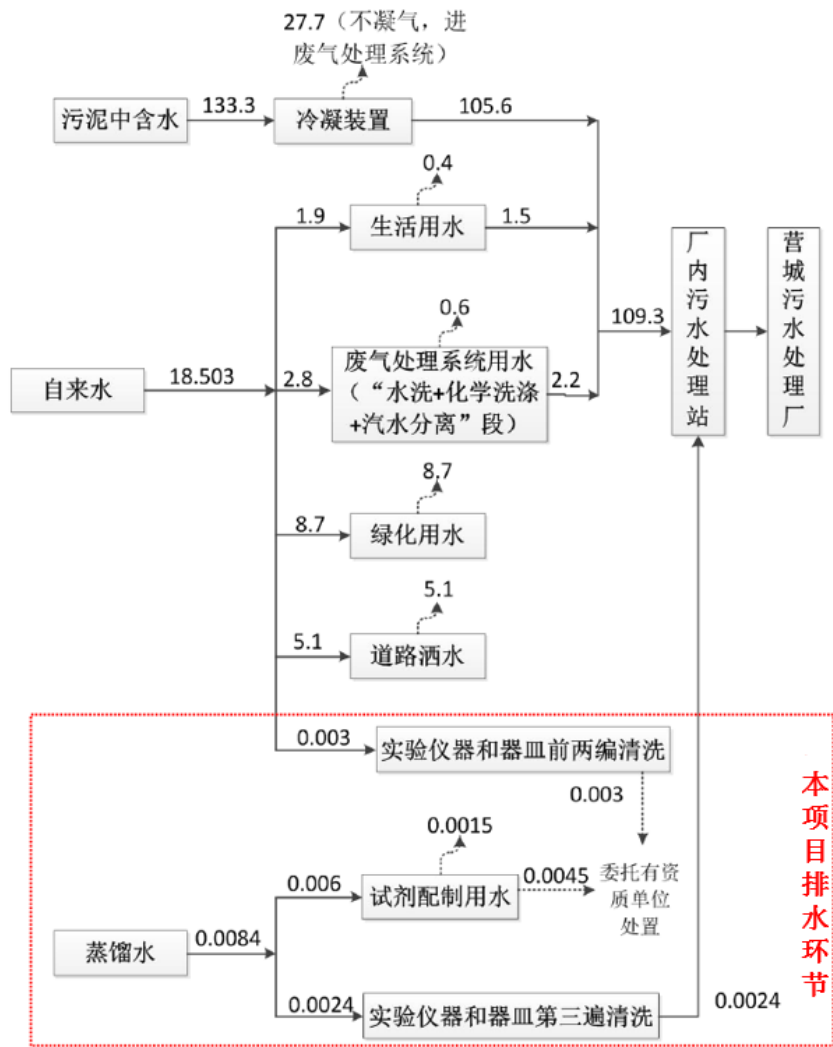 27.7（不凝气，进
废气处理系统）
污泥中含水
133.3
冷凝装置
105.6
0.4
1.9
生活用水
1.5
厂内污水处理站
营城污水处理厂
0.6
109.3
自来水
18.503
2.8
废气处理系统用水
（“水洗+化学洗涤
+汽水分离”段）
2.2
8.7
8.7
绿化用水
5.1
5.1
道路洒水
0.003
实验仪器和器皿前两编清洗
0.003
本项目排水环节
0.0015
0.006
试剂配制用水
0.0045
委托有资
质单位
处置
蒸馏水
0.0084
0.0024
实验仪器和器皿第三遍清洗
0.0024